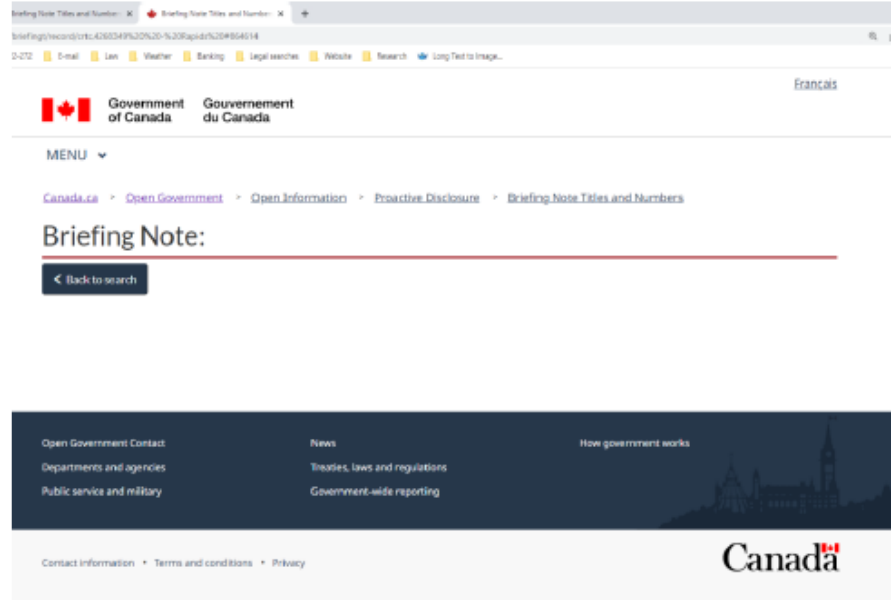 Briefing Note Titles and Number
Briefing Note Titles and Number
E-mail Law Weather Banking Legal searches Website Research Long Text to Image...
Français
Government of Canada
Gouvernement du Canada
MENU
Canada.ca > Open Government > Open Information > Proactive Disclosure > Briefing Note Titles and Numbers
Briefing Note:
Back to search
Open Government Contact
News
How government works
Departments and agencies
Treaties, laws and regulations
Public service and military
Government-wide reporting
Contact information • Terms and conditions • Privacy
Canada